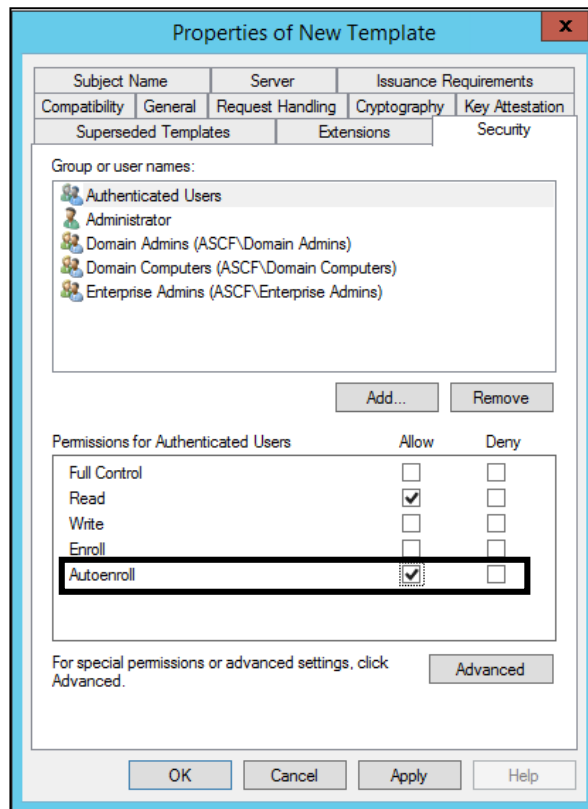 Properties of New Template
x
Subject Name Server Issuance Requirements
Compatibility General Request Handling Cryptography Key Attestation
Superseded Templates Extensions Security
Group or user names:
Authenticated Users
Administrator
Domain Admins (ASCF\Domain Admins)
Domain Computers (ASCF\Domain Computers)
Enterprise Admins (ASCF\Enterprise Admins)
Add... Remove
Permissions for Authenticated Users Allow Deny
Full Control
Read
Write
Enroll
Autoenroll
For special permissions or advanced settings, click
Advanced.
Advanced
OK Cancel Apply Help